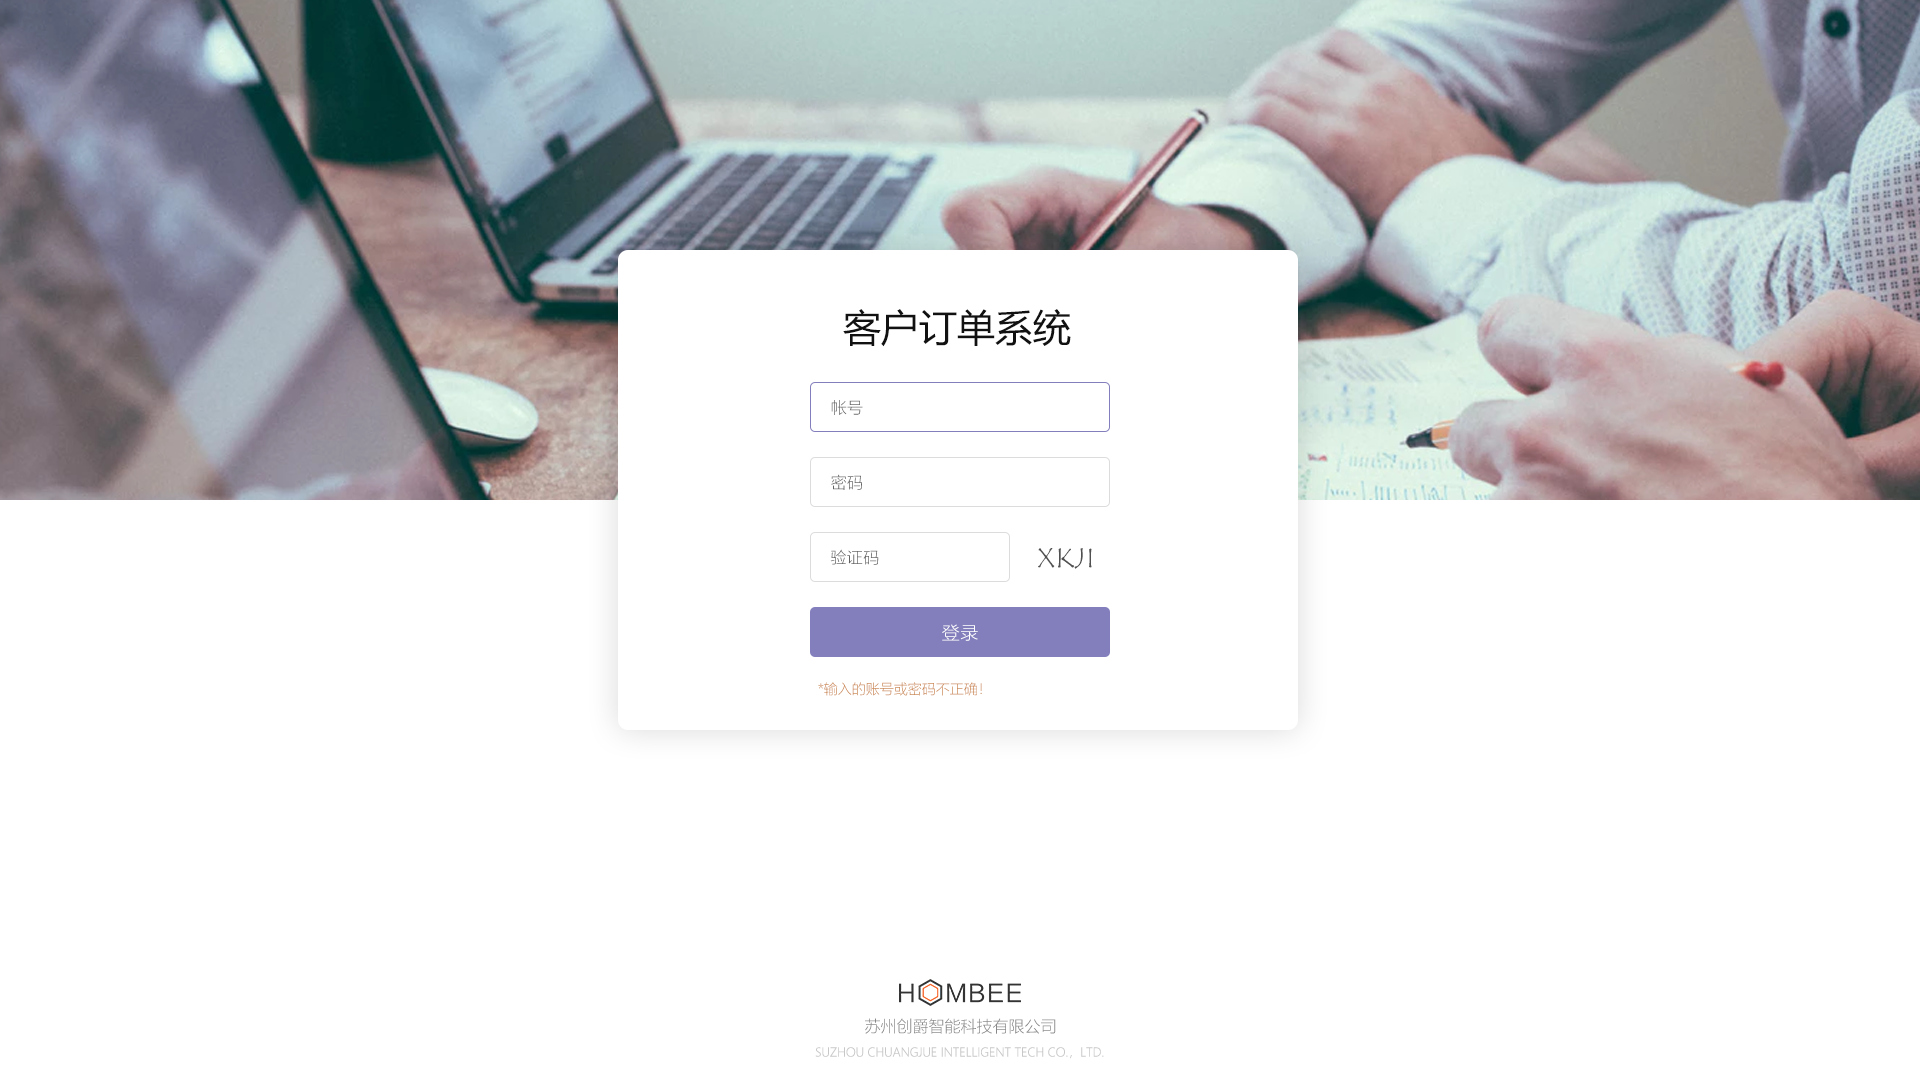 客户订单系统
帐号
密码
验证码
XKJI
登录
*输入的账号或密码不正确!
HOMBEE
苏州创爵智能科技有限公司
SUZHOU CHUANGJUE INTELLIGENT TECH CO., LTD.